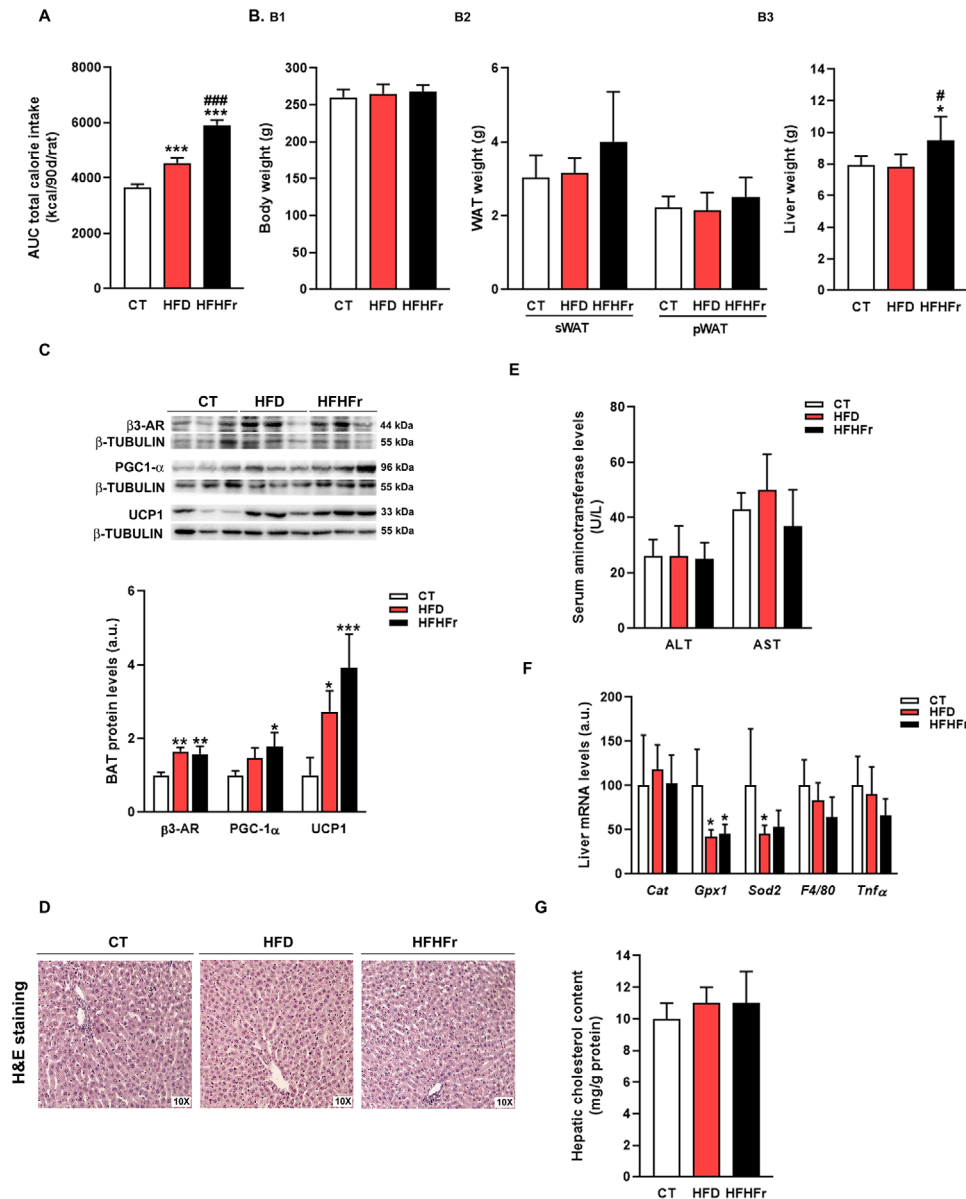 A
B. B1
B2
B3
AUC total calorie intake
(kcal/90d/rat)
8000
6000
4000
2000
0
***
###
***
CT HFD HFHFr
Body weight (g)
300
250
200
150
100
50
0
CT HFD HFHFr
WAT weight (g)
6
4
2
0
CT HFD HFHFr
sWAT
CT HFD HFHFr
pWAT
Liver weight (g)
14
12
10
8
6
4
2
0
#
*
CT HFD HFHFr
C
CT HFD HFHFr
β3-AR 44 kDa
β-TUBULIN 55 kDa
PGC1-α 96 kDa
β-TUBULIN 55 kDa
UCP1 33 kDa
β-TUBULIN 55 kDa
BAT protein levels (a.u.)
6
4
2
0
** **
*
*
***
β3-AR PGC-1α UCP1
CT
HFD
HFHFr
D
CT HFD HFHFr
H&E staining
10X 10X 10X
E
Serum aminotransferase levels
(U/L)
80
60
40
20
0
ALT AST
CT
HFD
HFHFr
F
Liver mRNA levels (a.u.)
200
150
100
50
0
* *
*
Cat Gpx1 Sod2 F4/80 Tnfα
CT
HFD
HFHFr
G
Hepatic cholesterol content
(mg/g protein)
14
12
10
8
6
4
2
0
CT HFD HFHFr